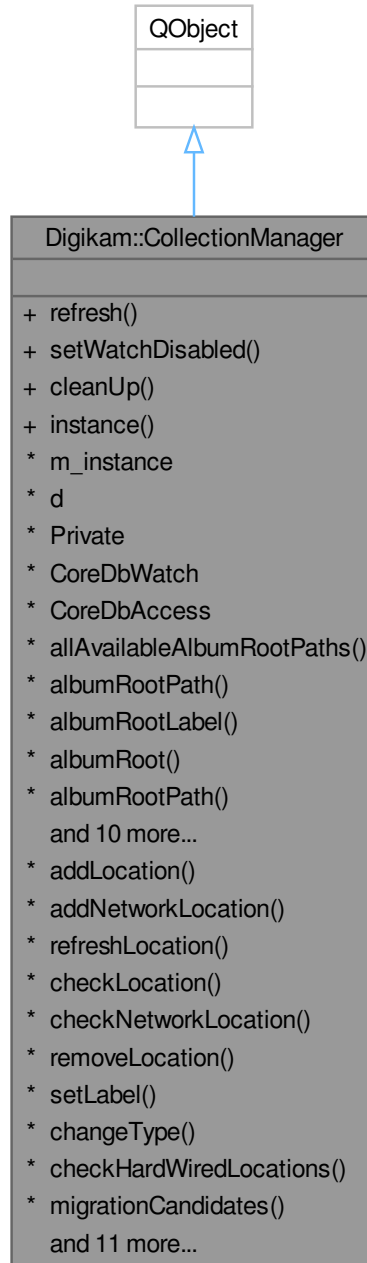 QObject
Digikam::CollectionManager
+ refresh()
+ setWatchDisabled()
+ cleanUp()
+ instance()
* m_instance
* d
* Private
* CoreDbWatch
* CoreDbAccess
* allAvailableAlbumRootPaths()
* albumRootPath()
* albumRootLabel()
* albumRoot()
* albumRootPath()
and 10 more...
* addLocation()
* addNetworkLocation()
* refreshLocation()
* checkLocation()
* checkNetworkLocation()
* removeLocation()
* setLabel()
* changeType()
* checkHardWiredLocations()
* migrationCandidates()
and 11 more...